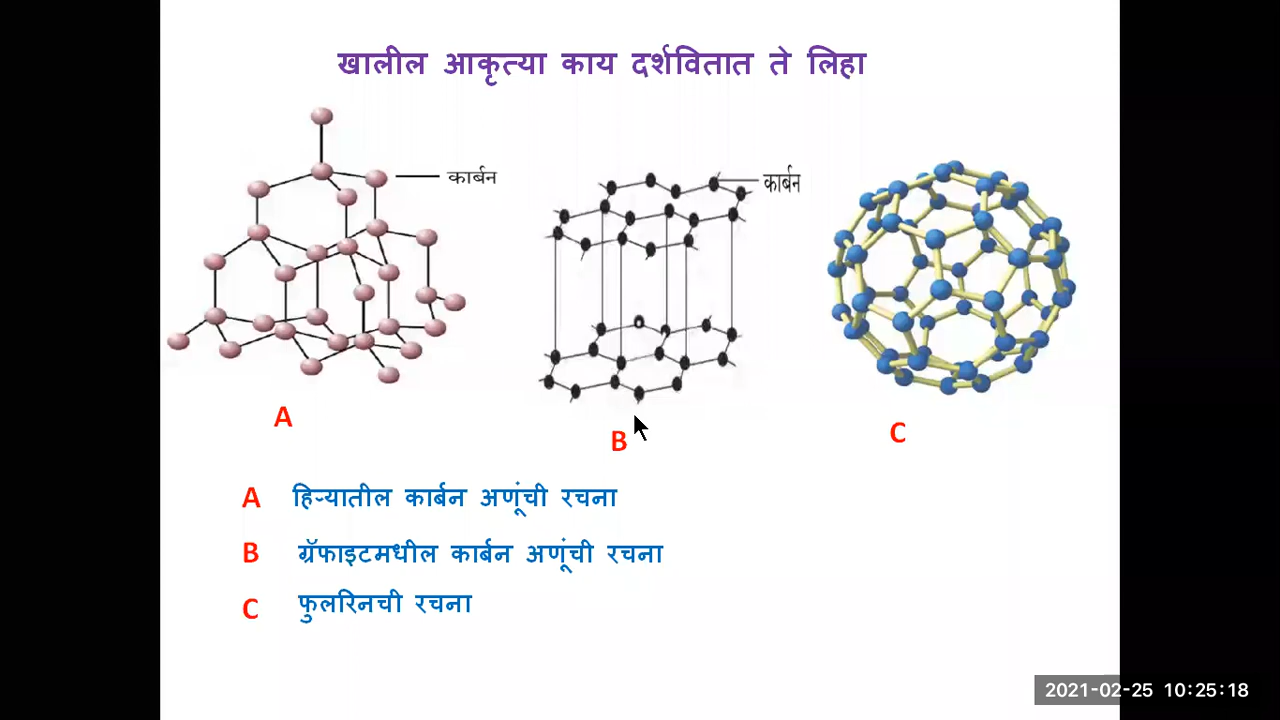 खालील आकृत्या काय दर्शवितात ते लिहा
कार्बन
कार्बन
A
B
C
A हिऱ्यातील कार्बन अणूंची रचना
B ग्रॅफाइटमधील कार्बन अणूंची रचना
C फुलरिनची रचना
2021-02-25 10:25:18